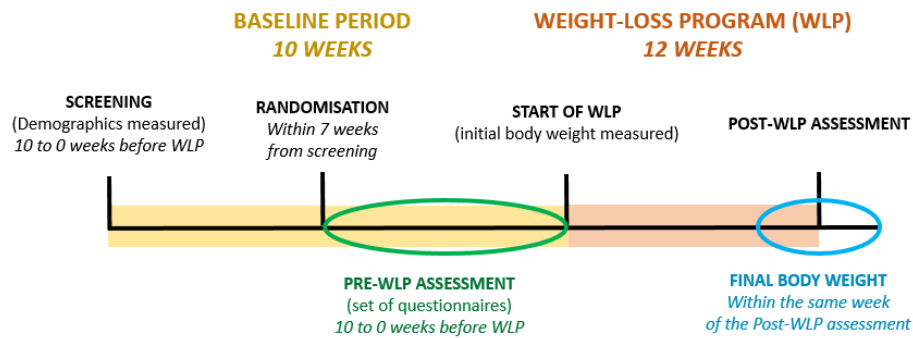 BASELINE PERIOD
10 WEEKS
WEIGHT-LOSS PROGRAM (WLP)
12 WEEKS
SCREENING
(Demographics measured)
10 to 0 weeks before WLP
RANDOMISATION
Within 7 weeks
from screening
START OF WLP
(initial body weight measured)
POST-WLP ASSESSMENT
PRE-WLP ASSESSMENT
(set of questionnaires)
10 to 0 weeks before WLP
FINAL BODY WEIGHT
Within the same week
of the Post-WLP assessment